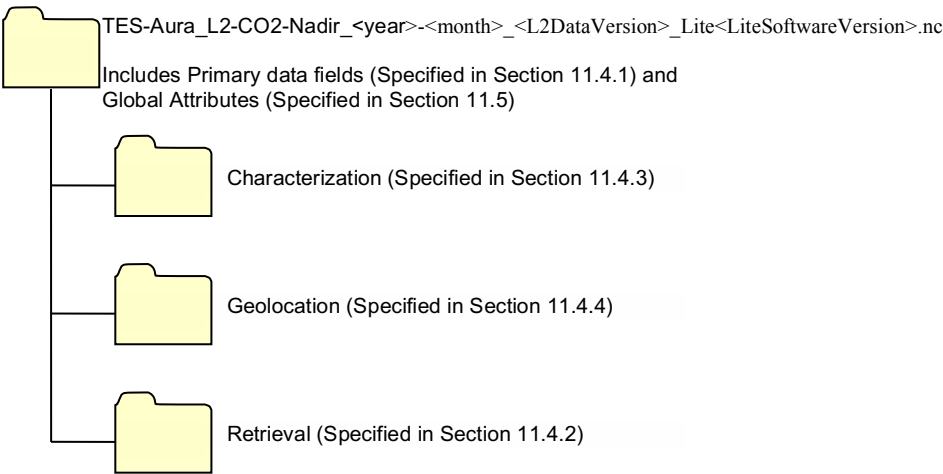 TES-Aura_L2-CO2-Nadir_<year>-<month>_<L2DataVersion>_Lite<LiteSoftwareVersion>.nc
Includes Primary data fields (Specified in Section 11.4.1) and
Global Attributes (Specified in Section 11.5)
Characterization (Specified in Section 11.4.3)
Geolocation (Specified in Section 11.4.4)
Retrieval (Specified in Section 11.4.2)